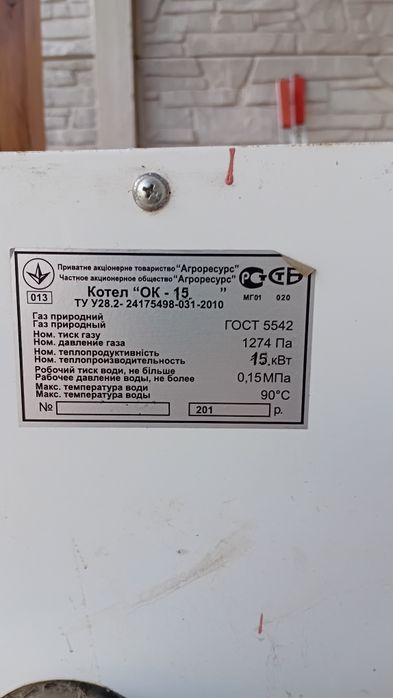 Приватне акціонерне товариство "Агроресурс"
Частное акционерное общество "Агроресурс"
013
Котел "ОК - 15 "
МГ01 020
ТУ У28.2- 24175498-031-2010
Газ природний
Газ природный ГОСТ 5542
Ном. тиск газу
Ном. давление газа 1274 Па
Ном. теплопродуктивність
Ном. теплопроизводительность 15 кВт
Робочий тиск води, не більше
Рабочее давление воды, не более 0,15 МПа
Макс. температура води
Макс. температура воды 90°С
№ 201 р.